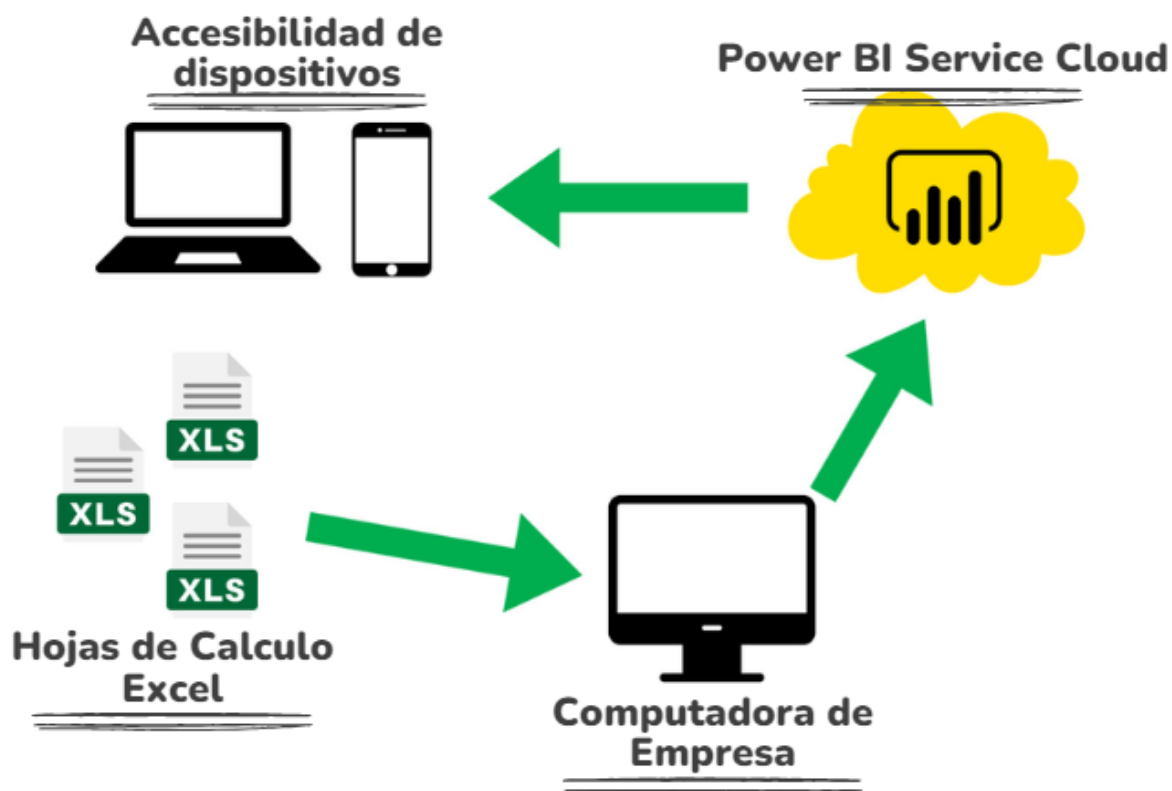 Accesibilidad de
dispositivos
Power BI Service Cloud
XLS
XLS
XLS
Hojas de Calculo
Excel
Computadora de
Empresa